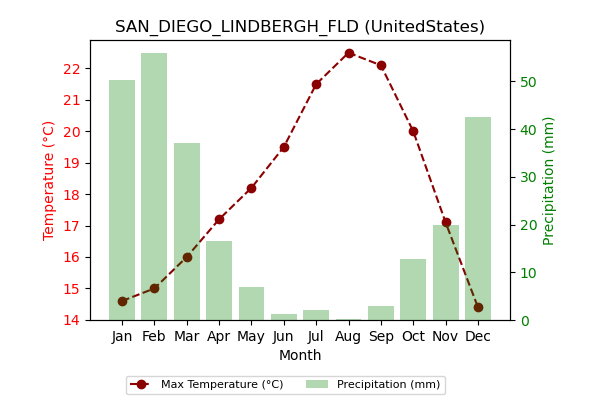 SAN_DIEGO_LINDBERGH_FLD (UnitedStates)
Temperature (°C)
22
21
20
19
18
17
16
15
14
50
40
30
20
10
0
Precipitation (mm)
Jan Feb Mar Apr May Jun Jul Aug Sep Oct Nov Dec
Month
Max Temperature (°C) Precipitation (mm)